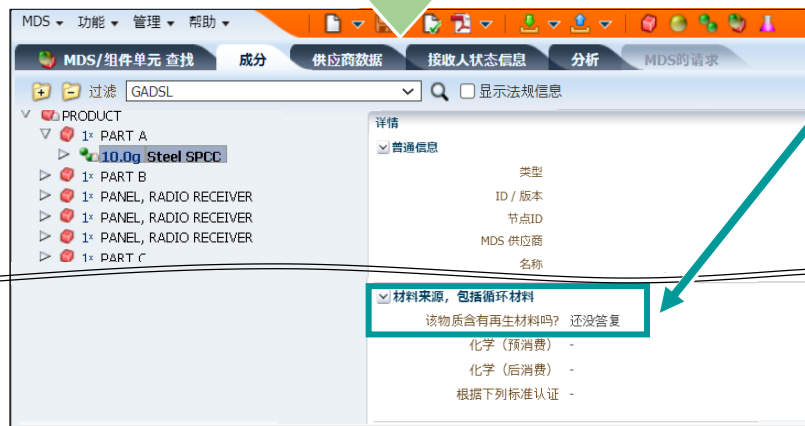 MDS 功能 管理 帮助
MDS/组件单元 查找 成分 供应商数据 接收人状态信息 分析 MDS的请求
过滤 GADSL 显示法规信息
PRODUCT
1x PART A
10.0g Steel SPCC
1x PART B
1x PANEL, RADIO RECEIVER
1x PANEL, RADIO RECEIVER
1x PANEL, RADIO RECEIVER
1x PART C
详情
普通信息
类型
ID / 版本
节点ID
MDS 供应商
名称
材料来源，包括循环材料
该物质含有再生材料吗? 还没答复
化学（预消费） -
化学（后消费） -
根据下列标准认证 -